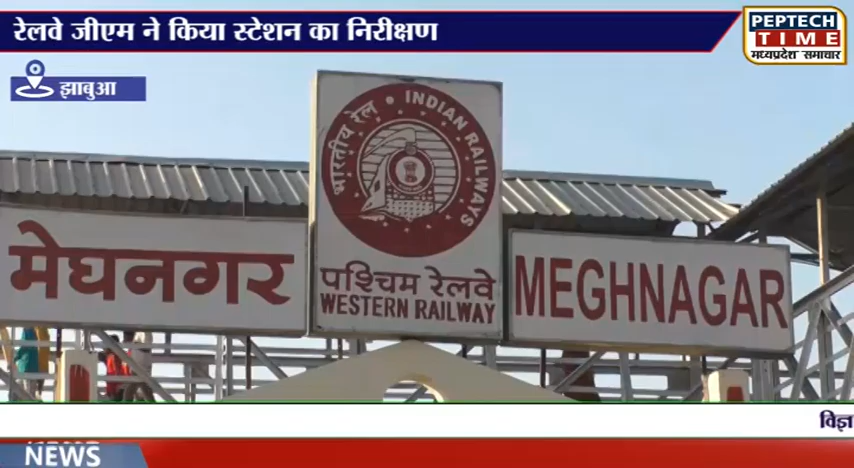 रेलवे जीएम ने किया स्टेशन का निरीक्षण
PEPTECH
TIME
मध्यप्रदेश समाचार
झाबुआ
भारतीय रेल • INDIAN RAILWAYS
मेघनगर
पश्चिम रेलवे
WESTERN RAILWAY
MEGHNAGAR
NEWS